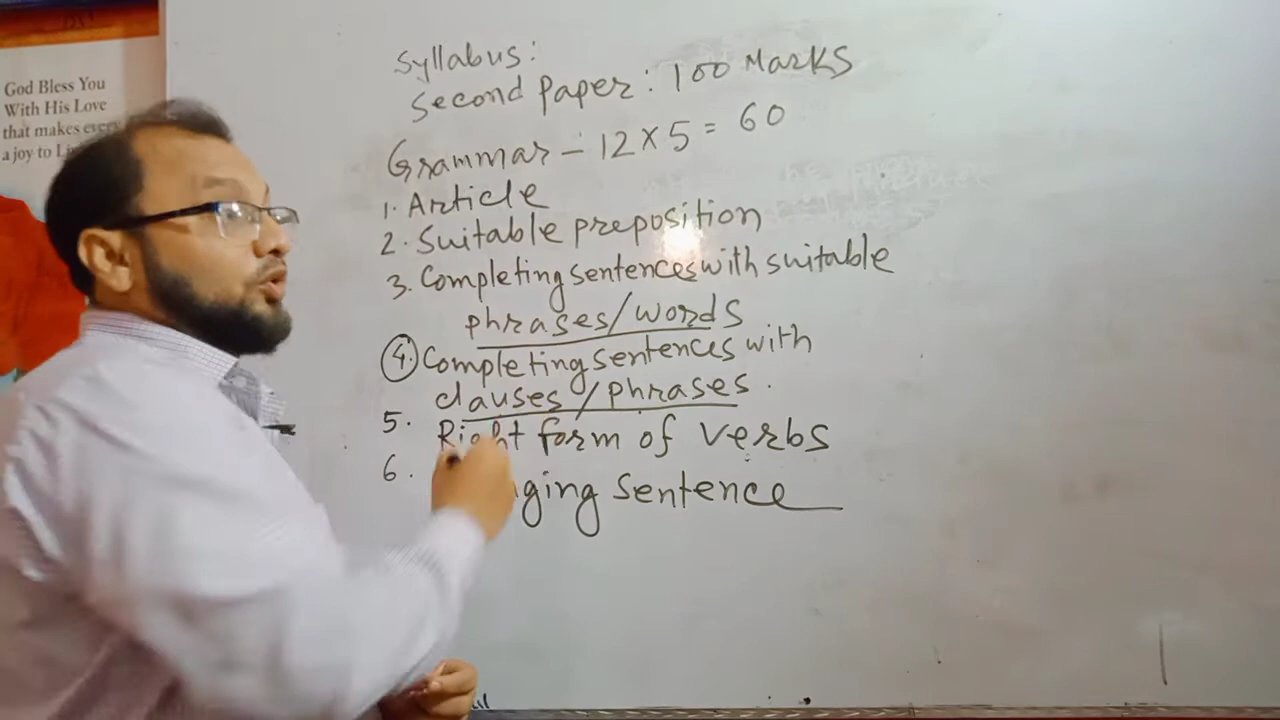 God Bless You
With His Love
that makes every
a joy to
Syllabus:
Second Paper: 100 Marks
Grammar - 12 X 5 = 60
1. Article
2. Suitable preposition
3. Completing sentences with suitable
phrases/words
4. Completing sentences with
clauses/phrases.
5. Right form of verbs
6. ging Sentence